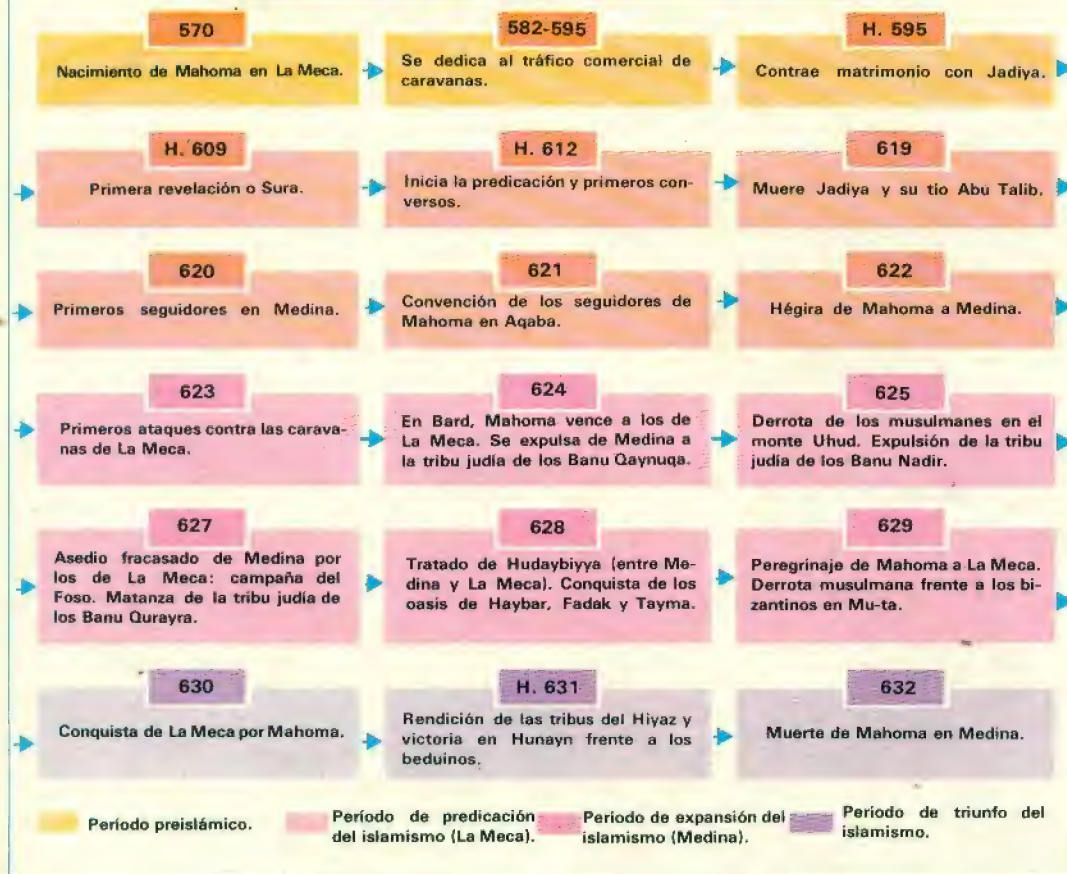 570
Nacimiento de Mahoma en La Meca.
582-595
Se dedica al tráfico comercial de
caravanas.
H. 595
Contrae matrimonio con Jadiya.
H. 609
Primera revelación o Sura.
H. 612
Inicia la predicación y primeros con-
versos.
619
Muere Jadiya y su tío Abu Talib.
620
Primeros seguidores en Medina.
621
Convención de los seguidores de
Mahoma en Aqaba.
622
Hégira de Mahoma a Medina.
623
Primeros ataques contra las carava-
nas de La Meca.
624
En Bard, Mahoma vence a los de
La Meca. Se expulsa de Medina a
la tribu judía de los Banu Qaynuqa.
625
Derrota de los musulmanes en el
monte Uhud. Expulsión de la tribu
judía de los Banu Nadir.
627
Asedio fracasado de Medina por
los de La Meca: campaña del
Foso. Matanza de la tribu judía de
los Banu Qurayra.
628
Tratado de Hudaybiyya (entre Me-
dina y La Meca). Conquista de los
oasis de Haybar, Fadak y Tayma.
629
Peregrinaje de Mahoma a La Meca.
Derrota musulmana frente a los bi-
zantinos en Mu-ta.
630
Conquista de La Meca por Mahoma.
H. 631
Rendición de las tribus del Hiyaz y
victoria en Hunayn frente a los
beduinos.
632
Muerte de Mahoma en Medina.
Período preislámico.
Período de predicación
del islamismo (La Meca).
Periodo de expansión del
islamismo (Medina).
Periodo de triunfo del
islamismo.